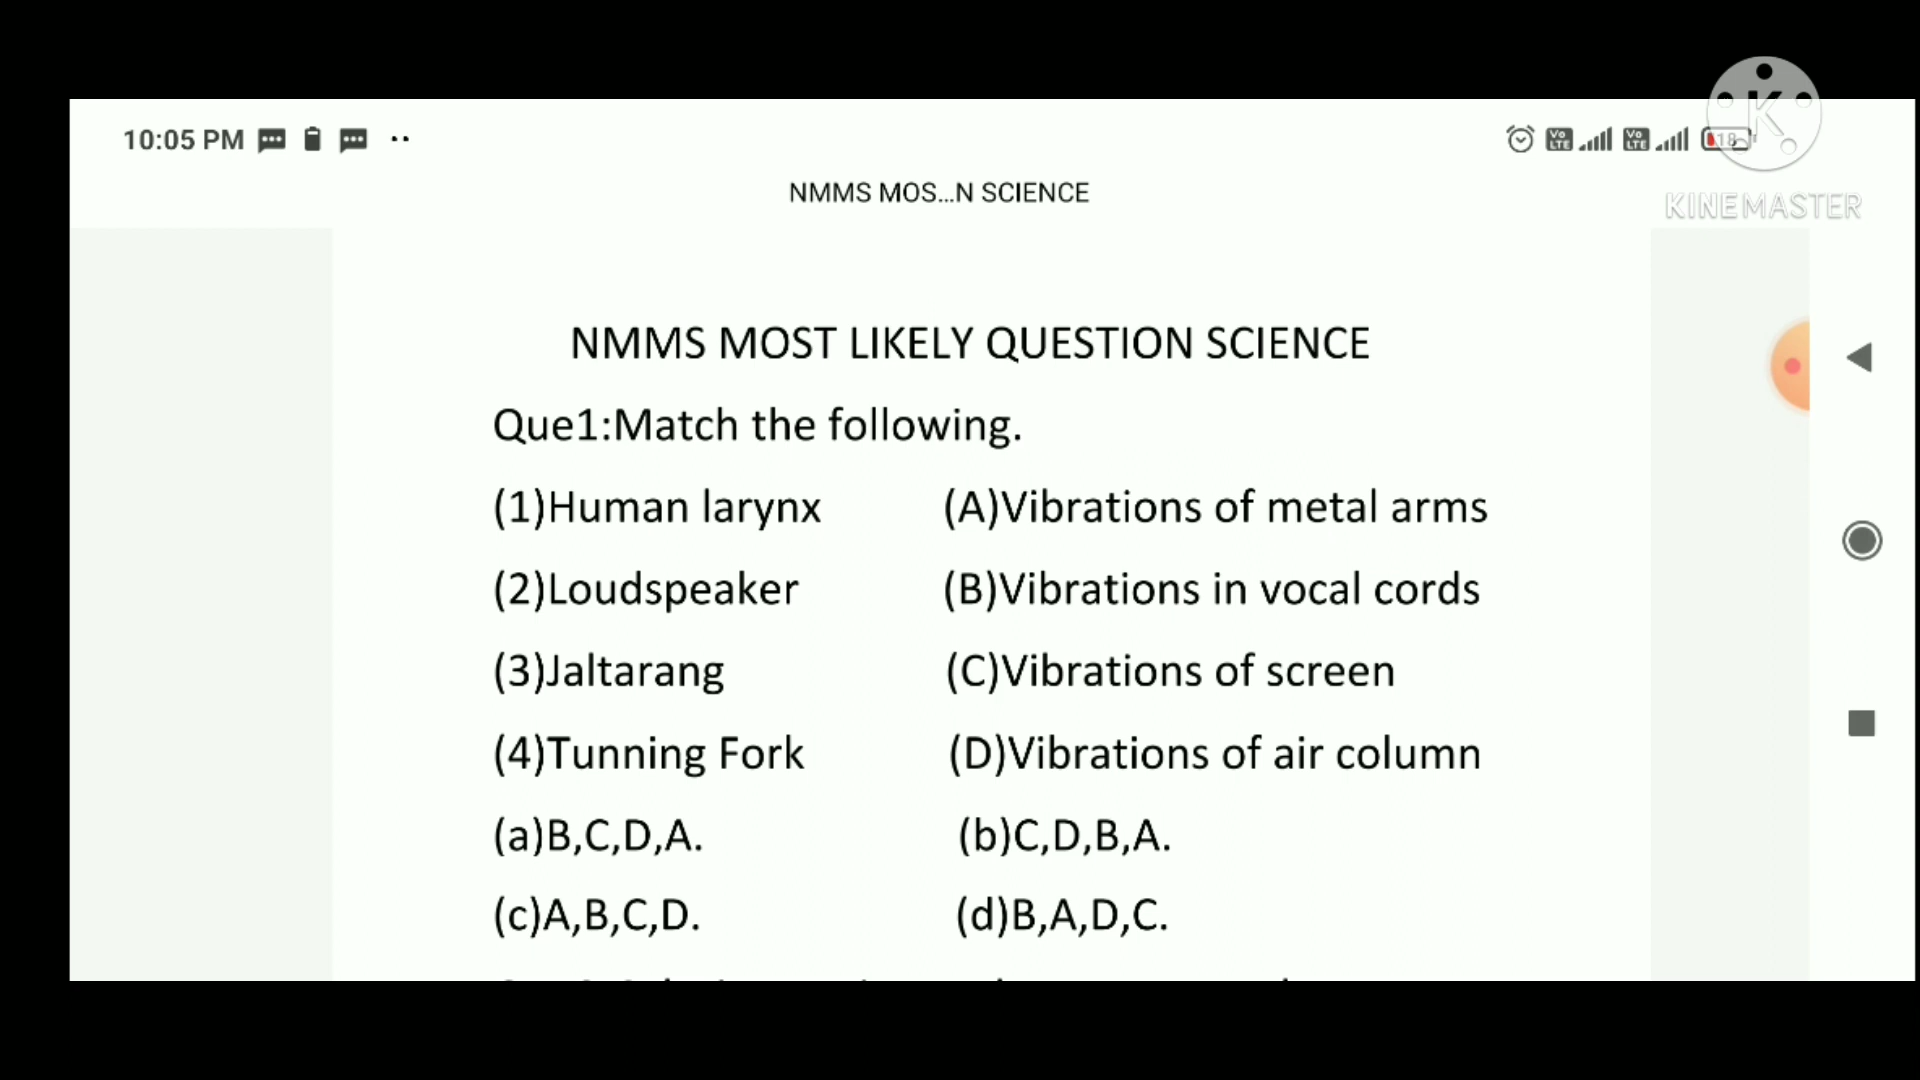 10:05 PM
18
KINEMASTER
NMMS MOS...N SCIENCE
NMMS MOST LIKELY QUESTION SCIENCE
Que1:Match the following.
(1)Human larynx (A)Vibrations of metal arms
(2)Loudspeaker (B)Vibrations in vocal cords
(3)Jaltarang (C)Vibrations of screen
(4)Tunning Fork (D)Vibrations of air column
(a)B,C,D,A. (b)C,D,B,A.
(c)A,B,C,D. (d)B,A,D,C.